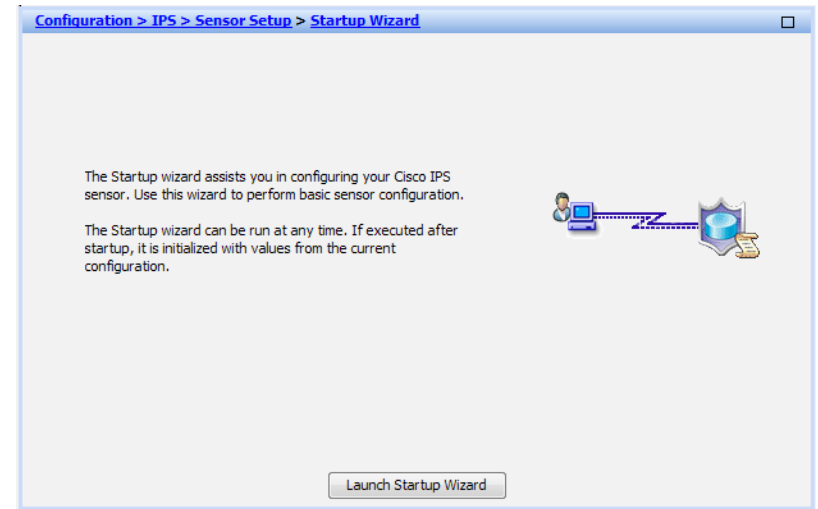 Configuration > IPS > Sensor Setup > Startup Wizard
The Startup wizard assists you in configuring your Cisco IPS
sensor. Use this wizard to perform basic sensor configuration.
The Startup wizard can be run at any time. If executed after
startup, it is initialized with values from the current
configuration.
Launch Startup Wizard